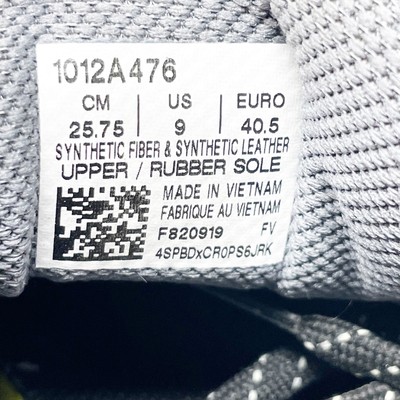 1012A476
CM | US | EURO
25.75 | 9 | 40.5
SYNTHETIC FIBER & SYNTHETIC LEATHER
UPPER / RUBBER SOLE
MADE IN VIETNAM
FABRIQUE AU VIETNAM
F820919 FV
4SPBDxCR0PS6JRK